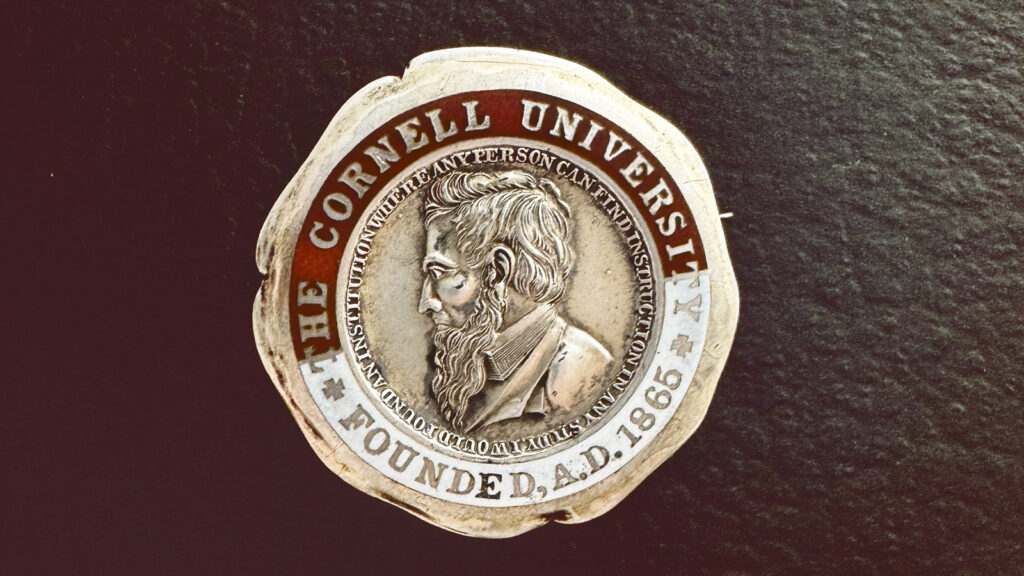 THE CORNELL UNIVERSITY
✠ FOUNDED, A.D. 1865 ✠
I WOULD FOUND AN INSTITUTION WHERE ANY PERSON CAN FIND INSTRUCTION IN ANY STUDY